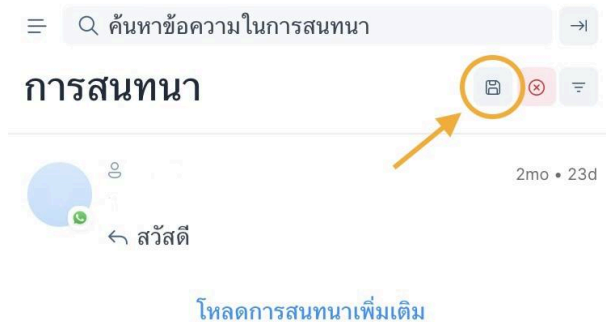 ค้นหาข้อความในการสนทนา
การสนทนา
2mo • 23d
สวัสดี
โหลดการสนทนาเพิ่มเติม